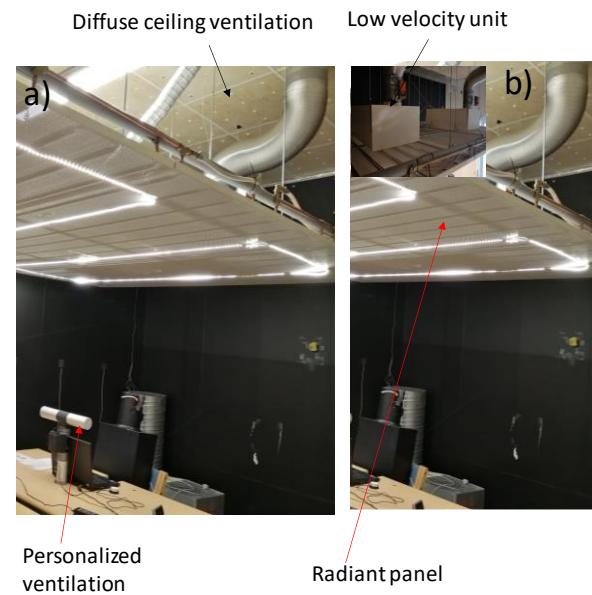 Diffuse ceiling ventilation
Low velocity unit
a)
b)
Personalized
ventilation
Radiant panel